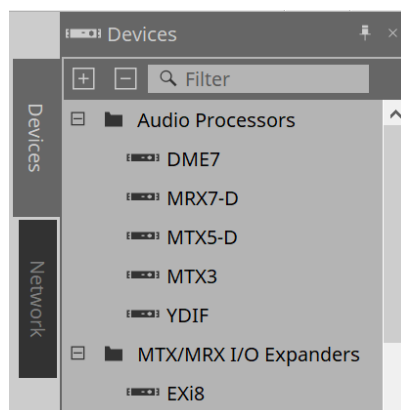 Devices
Filter
Devices
Network
Audio Processors
DME7
MRX7-D
MTX5-D
MTX3
YDIF
MTX/MRX I/O Expanders
EXi8